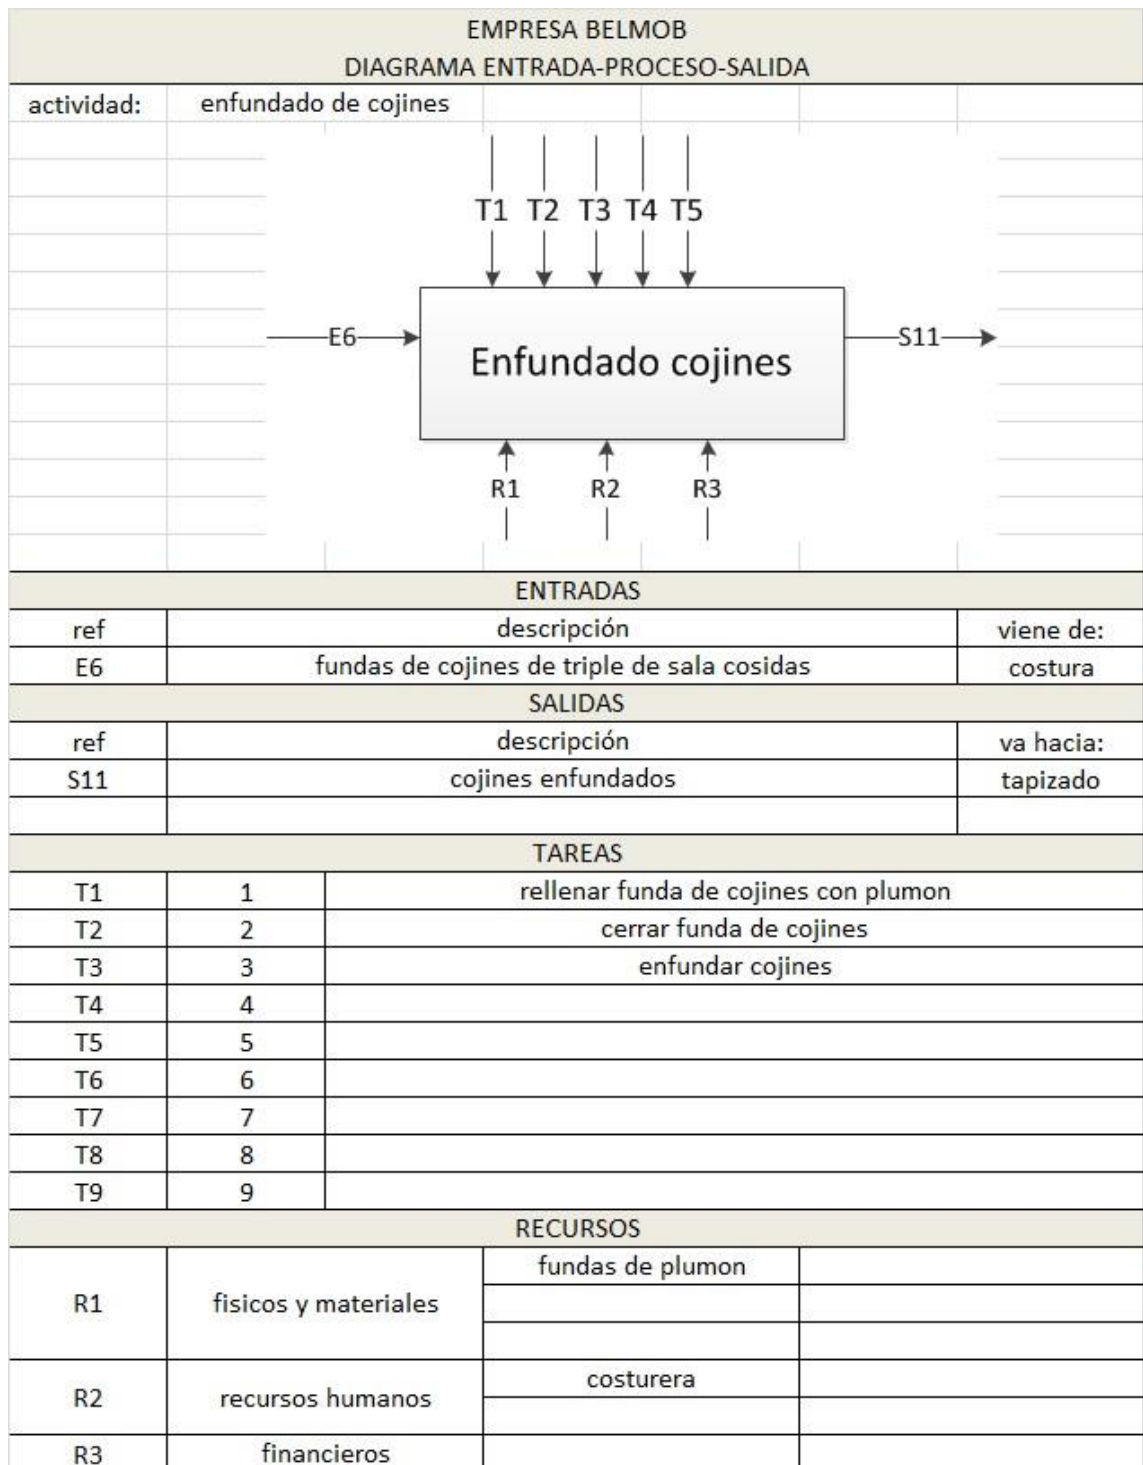 EMPRESA BELMOB
DIAGRAMA ENTRADA-PROCESO-SALIDA
actividad: enfundado de cojines
T1 T2 T3 T4 T5
E6 Enfundado cojines S11
R1 R2 R3
ENTRADAS
ref descripción viene de:
E6 fundas de cojines de triple de sala cosidas costura
SALIDAS
ref descripción va hacia:
S11 cojines enfundados tapizado
TAREAS
T1 1 rellenar funda de cojines con plumon
T2 2 cerrar funda de cojines
T3 3 enfundar cojines
T4 4
T5 5
T6 6
T7 7
T8 8
T9 9
RECURSOS
R1 fisicos y materiales fundas de plumon
R2 recursos humanos costurera
R3 financieros